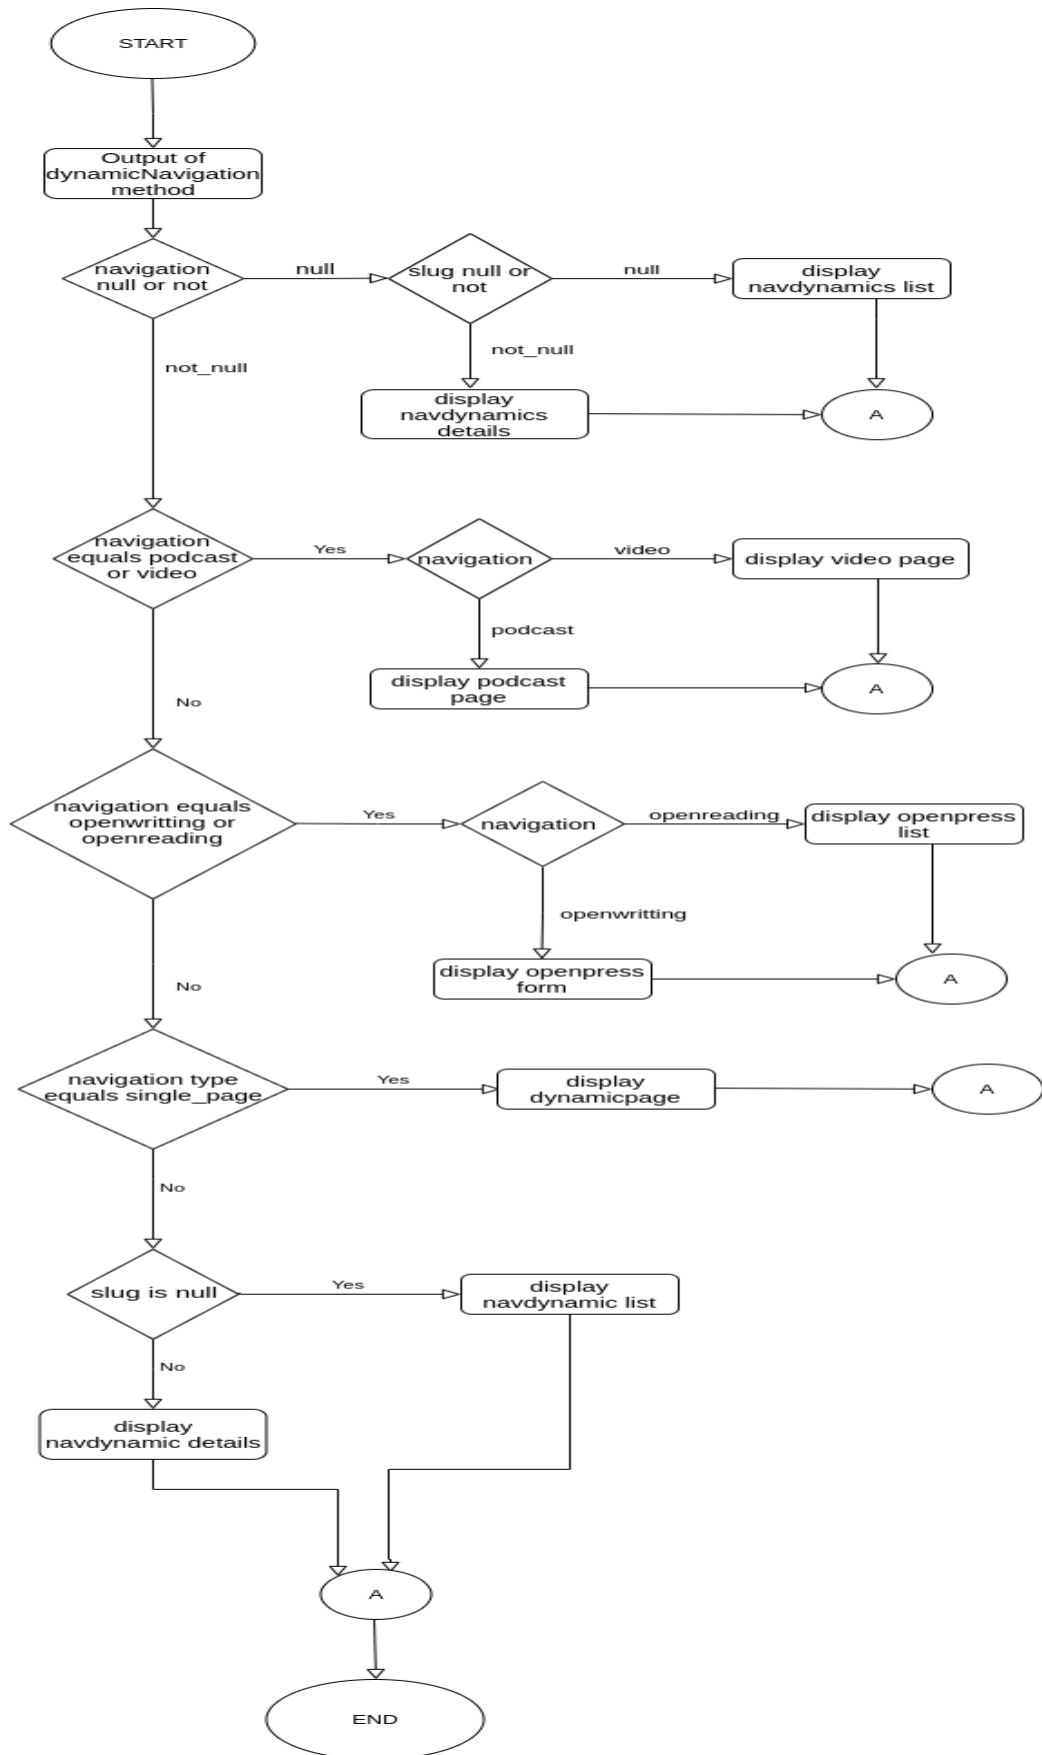 START
Output of
dynamicNavigation
method
navigation
null or not
null
slug null or
not
null
display
navdynamics list
not_null
not_null
display
navdynamics
details
A
navigation
equals podcast
or video
Yes
navigation
video
display video page
podcast
display podcast
page
A
No
navigation equals
openwritting or
openreading
Yes
navigation
openreading
display openpress
list
openwritting
display openpress
form
A
No
navigation type
equals single_page
Yes
display
dynamicpage
A
No
slug is null
Yes
display
navdynamic list
No
display
navdynamic details
A
END